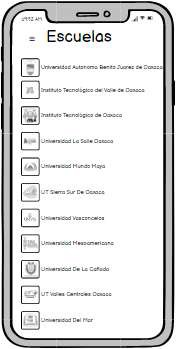 Escuelas
Universidad Autonoma Benito Juarez de Oaxaca
Instituto Tecnológico del Valle de Oaxaca
Instituto Tecnológico de Oaxaca
Universidad La Salle Oaxaca
Universidad Mundo Maya
UT Sierra Sur De Oaxaca
Universidad Vasconcelos
Universidad Mesoamericana
Universidad De La Cañada
UT Valles Centrales Oaxaca
Universidad Del Mar